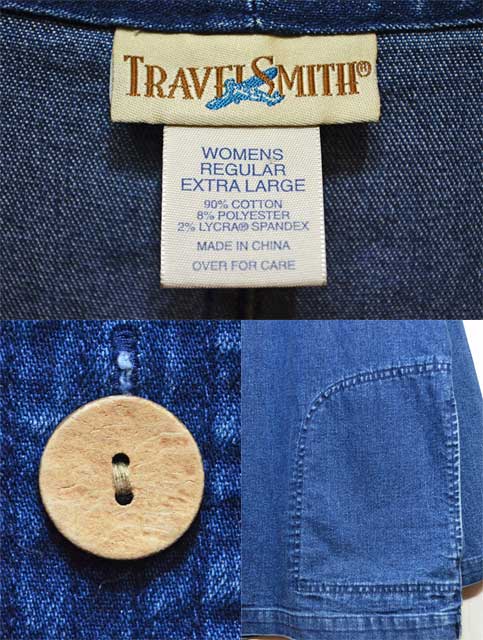 TRAVELSMITH®
WOMENS
REGULAR
EXTRA LARGE
90% COTTON
8% POLYESTER
2% LYCRA® SPANDEX
MADE IN CHINA
OVER FOR CARE